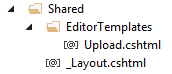 Shared
EditorTemplates
[@] Upload.cshtml
[@] _Layout.cshtml